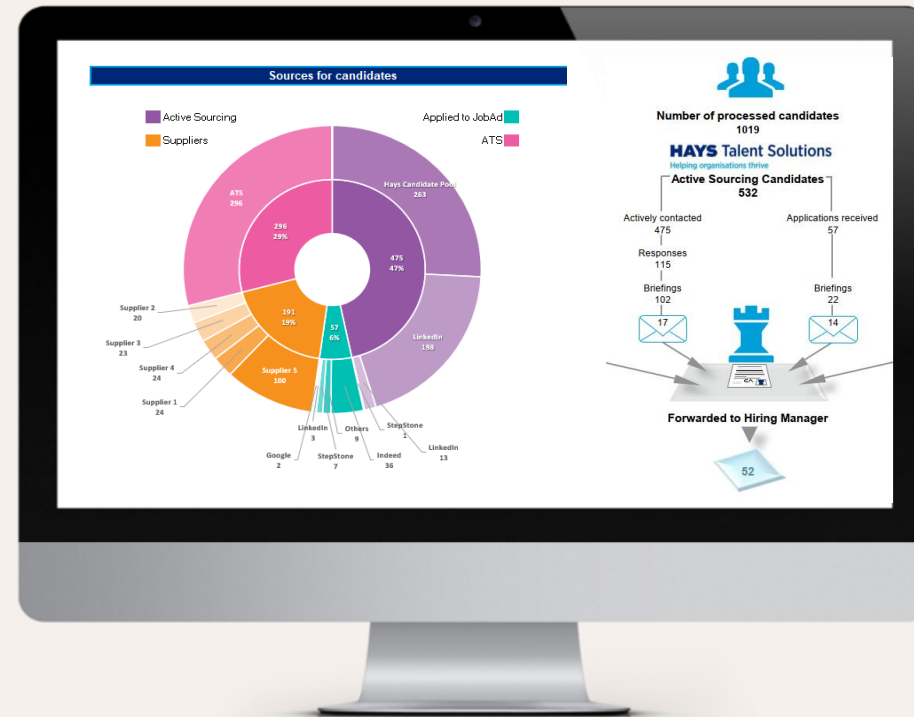 Sources for candidates
Active Sourcing
Applied to JobAd
Suppliers
ATS
ATS
296
Hays Candidate Pool
263
296
29%
475
47%
191
19%
57
6%
LinkedIn
198
Supplier 2
20
Supplier 3
23
Supplier 4
24
Supplier 1
24
Supplier 5
100
LinkedIn
3
Others
9
StepStone
1
LinkedIn
13
Google
2
StepStone
7
Indeed
36
Number of processed candidates
1019
HAYS Talent Solutions
Helping organisations thrive
Active Sourcing Candidates
532
Actively contacted
475
Applications received
57
Responses
115
Briefings
102
Briefings
22
17
14
CV
Forwarded to Hiring Manager
52